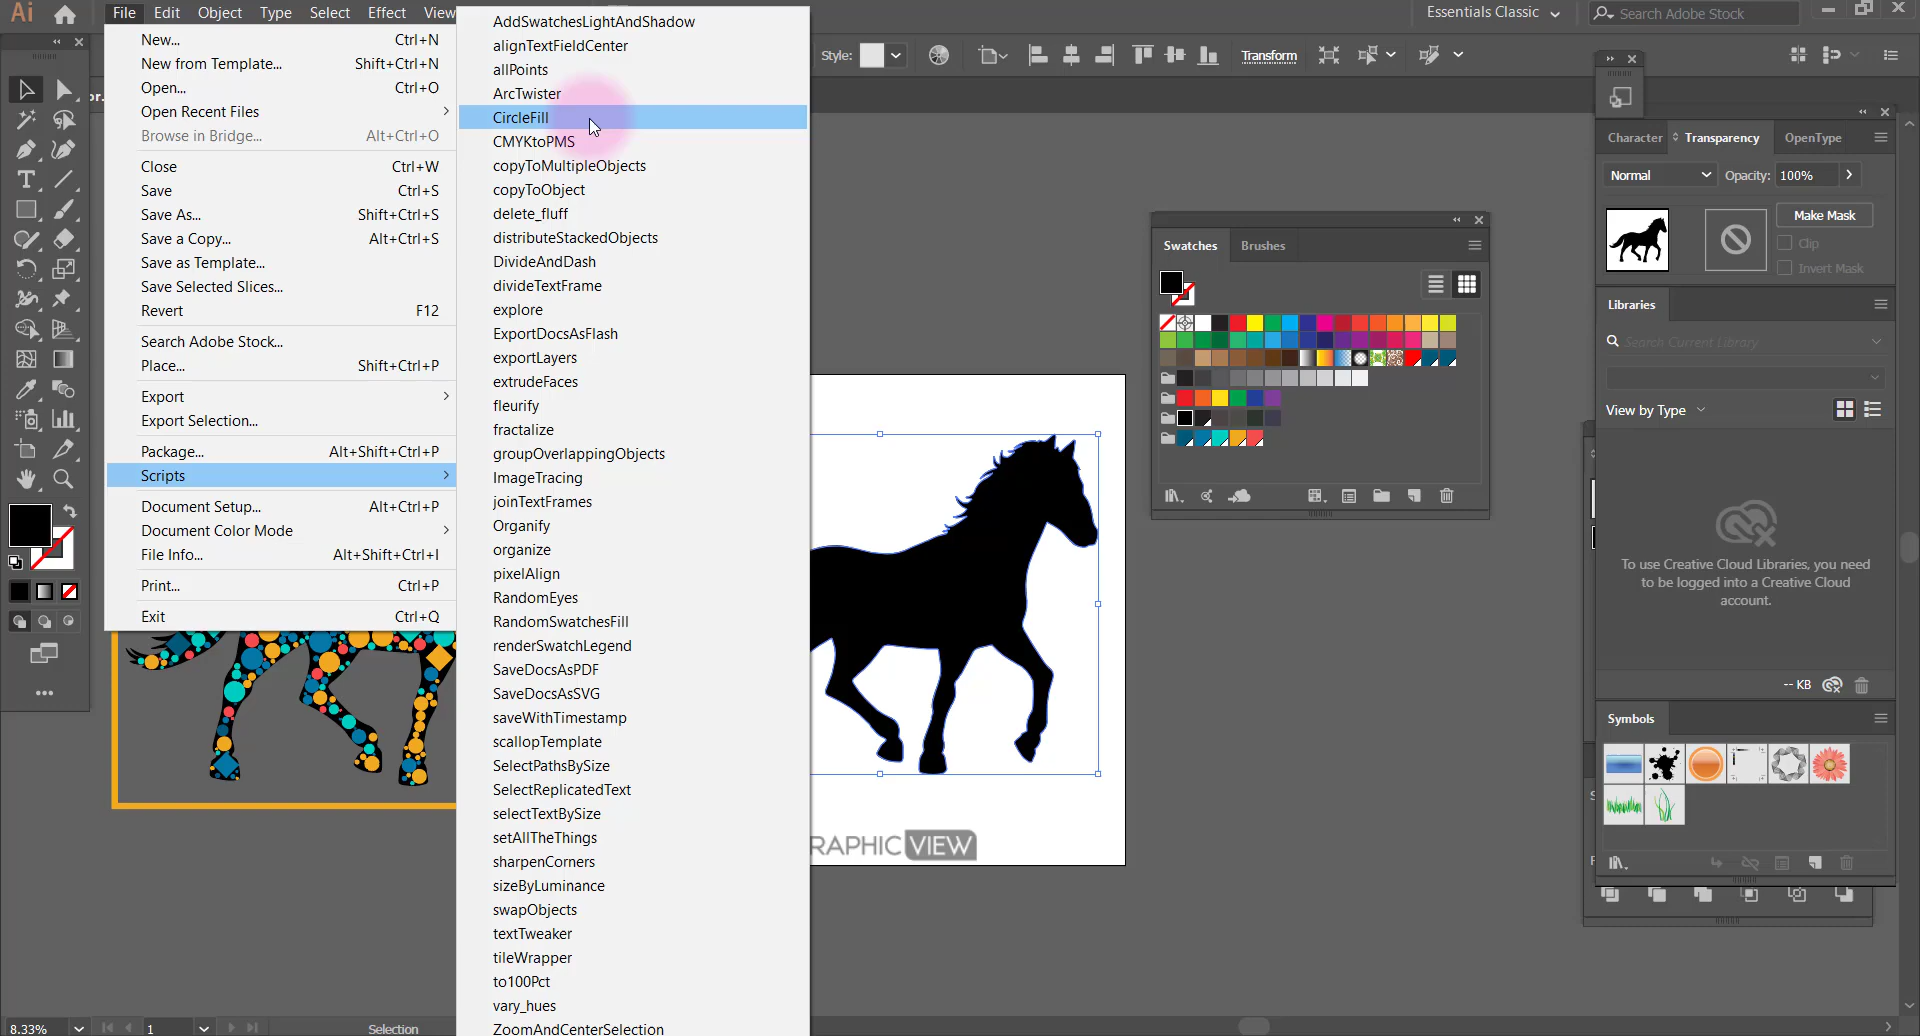 Ai
File
Edit
Object
Type
Select
Effect
View
Essentials Classic
Search Adobe Stock
New...
Ctrl+N
New from Template...
Shift+Ctrl+N
Open...
Ctrl+O
Open Recent Files
Browse in Bridge...
Alt+Ctrl+O
Close
Ctrl+W
Save
Ctrl+S
Save As...
Shift+Ctrl+S
Save a Copy...
Alt+Ctrl+S
Save as Template...
Save Selected Slices...
Revert
F12
Search Adobe Stock...
Place...
Shift+Ctrl+P
Export
Export Selection...
Package...
Alt+Shift+Ctrl+P
Scripts
Document Setup...
Alt+Ctrl+P
Document Color Mode
File Info...
Alt+Shift+Ctrl+I
Print...
Ctrl+P
Exit
Ctrl+Q
AddSwatchesLightAndShadow
alignTextFieldCenter
allPoints
ArcTwister
CircleFill
CMYKtoPMS
copyToMultipleObjects
copyToObject
delete_fluff
distributeStackedObjects
DivideAndDash
divideTextFrame
explore
ExportDocsAsFlash
exportLayers
extrudeFaces
fleurify
fractalize
groupOverlappingObjects
ImageTracing
joinTextFrames
Organify
organize
pixelAlign
RandomEyes
RandomSwatchesFill
renderSwatchLegend
SaveDocsAsPDF
SaveDocsAsSVG
saveWithTimestamp
scallopTemplate
SelectPathsBySize
SelectReplicatedText
selectTextBySize
setAllTheThings
sharpenCorners
sizeByLuminance
swapObjects
textTweaker
tileWrapper
to100Pct
vary_hues
ZoomAndCenterSelection
Style:
Transform
Swatches
Brushes
RAPHIC VIEW
Character
Transparency
OpenType
Normal
Opacity:
100%
Make Mask
Clip
Invert Mask
Libraries
Search Current Library
View by Type
To use Creative Cloud Libraries, you need
to be logged into a Creative Cloud
account.
-- KB
Symbols
8.33%
1
Selection